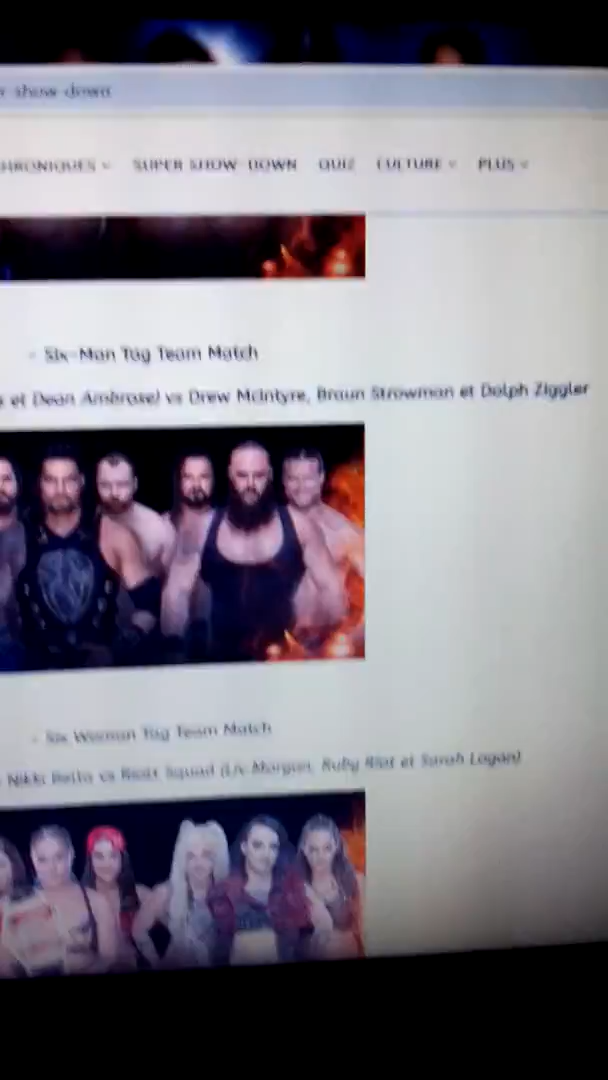 show-down
CHRONIQUES SUPER SHOW-DOWN QUIZ CULTURE PLUS
- Six-Man Tag Team Match
et Dean Ambrose) vs Drew McIntyre, Braun Strowman et Dolph Ziggler
- Six Woman Tag Team Match
Nikki Bella vs Riott Squad (Liv Morgan, Ruby Riot et Sarah Logan)